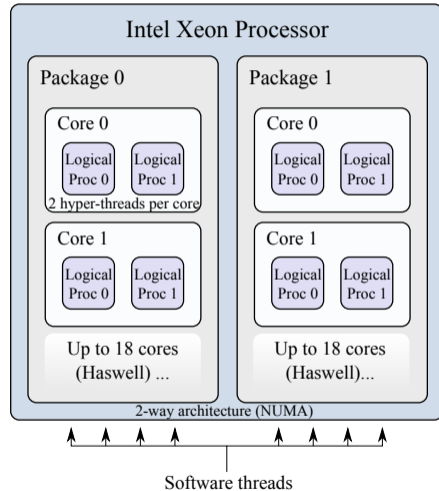 Intel Xeon Processor
Package 0
Core 0
Logical
Proc 0
Logical
Proc 1
2 hyper-threads per core
Core 1
Logical
Proc 0
Logical
Proc 1
Up to 18 cores
(Haswell) ...
Package 1
Core 0
Logical
Proc 0
Logical
Proc 1
Core 1
Logical
Proc 0
Logical
Proc 1
Up to 18 cores
(Haswell)...
2-way architecture (NUMA)
Software threads